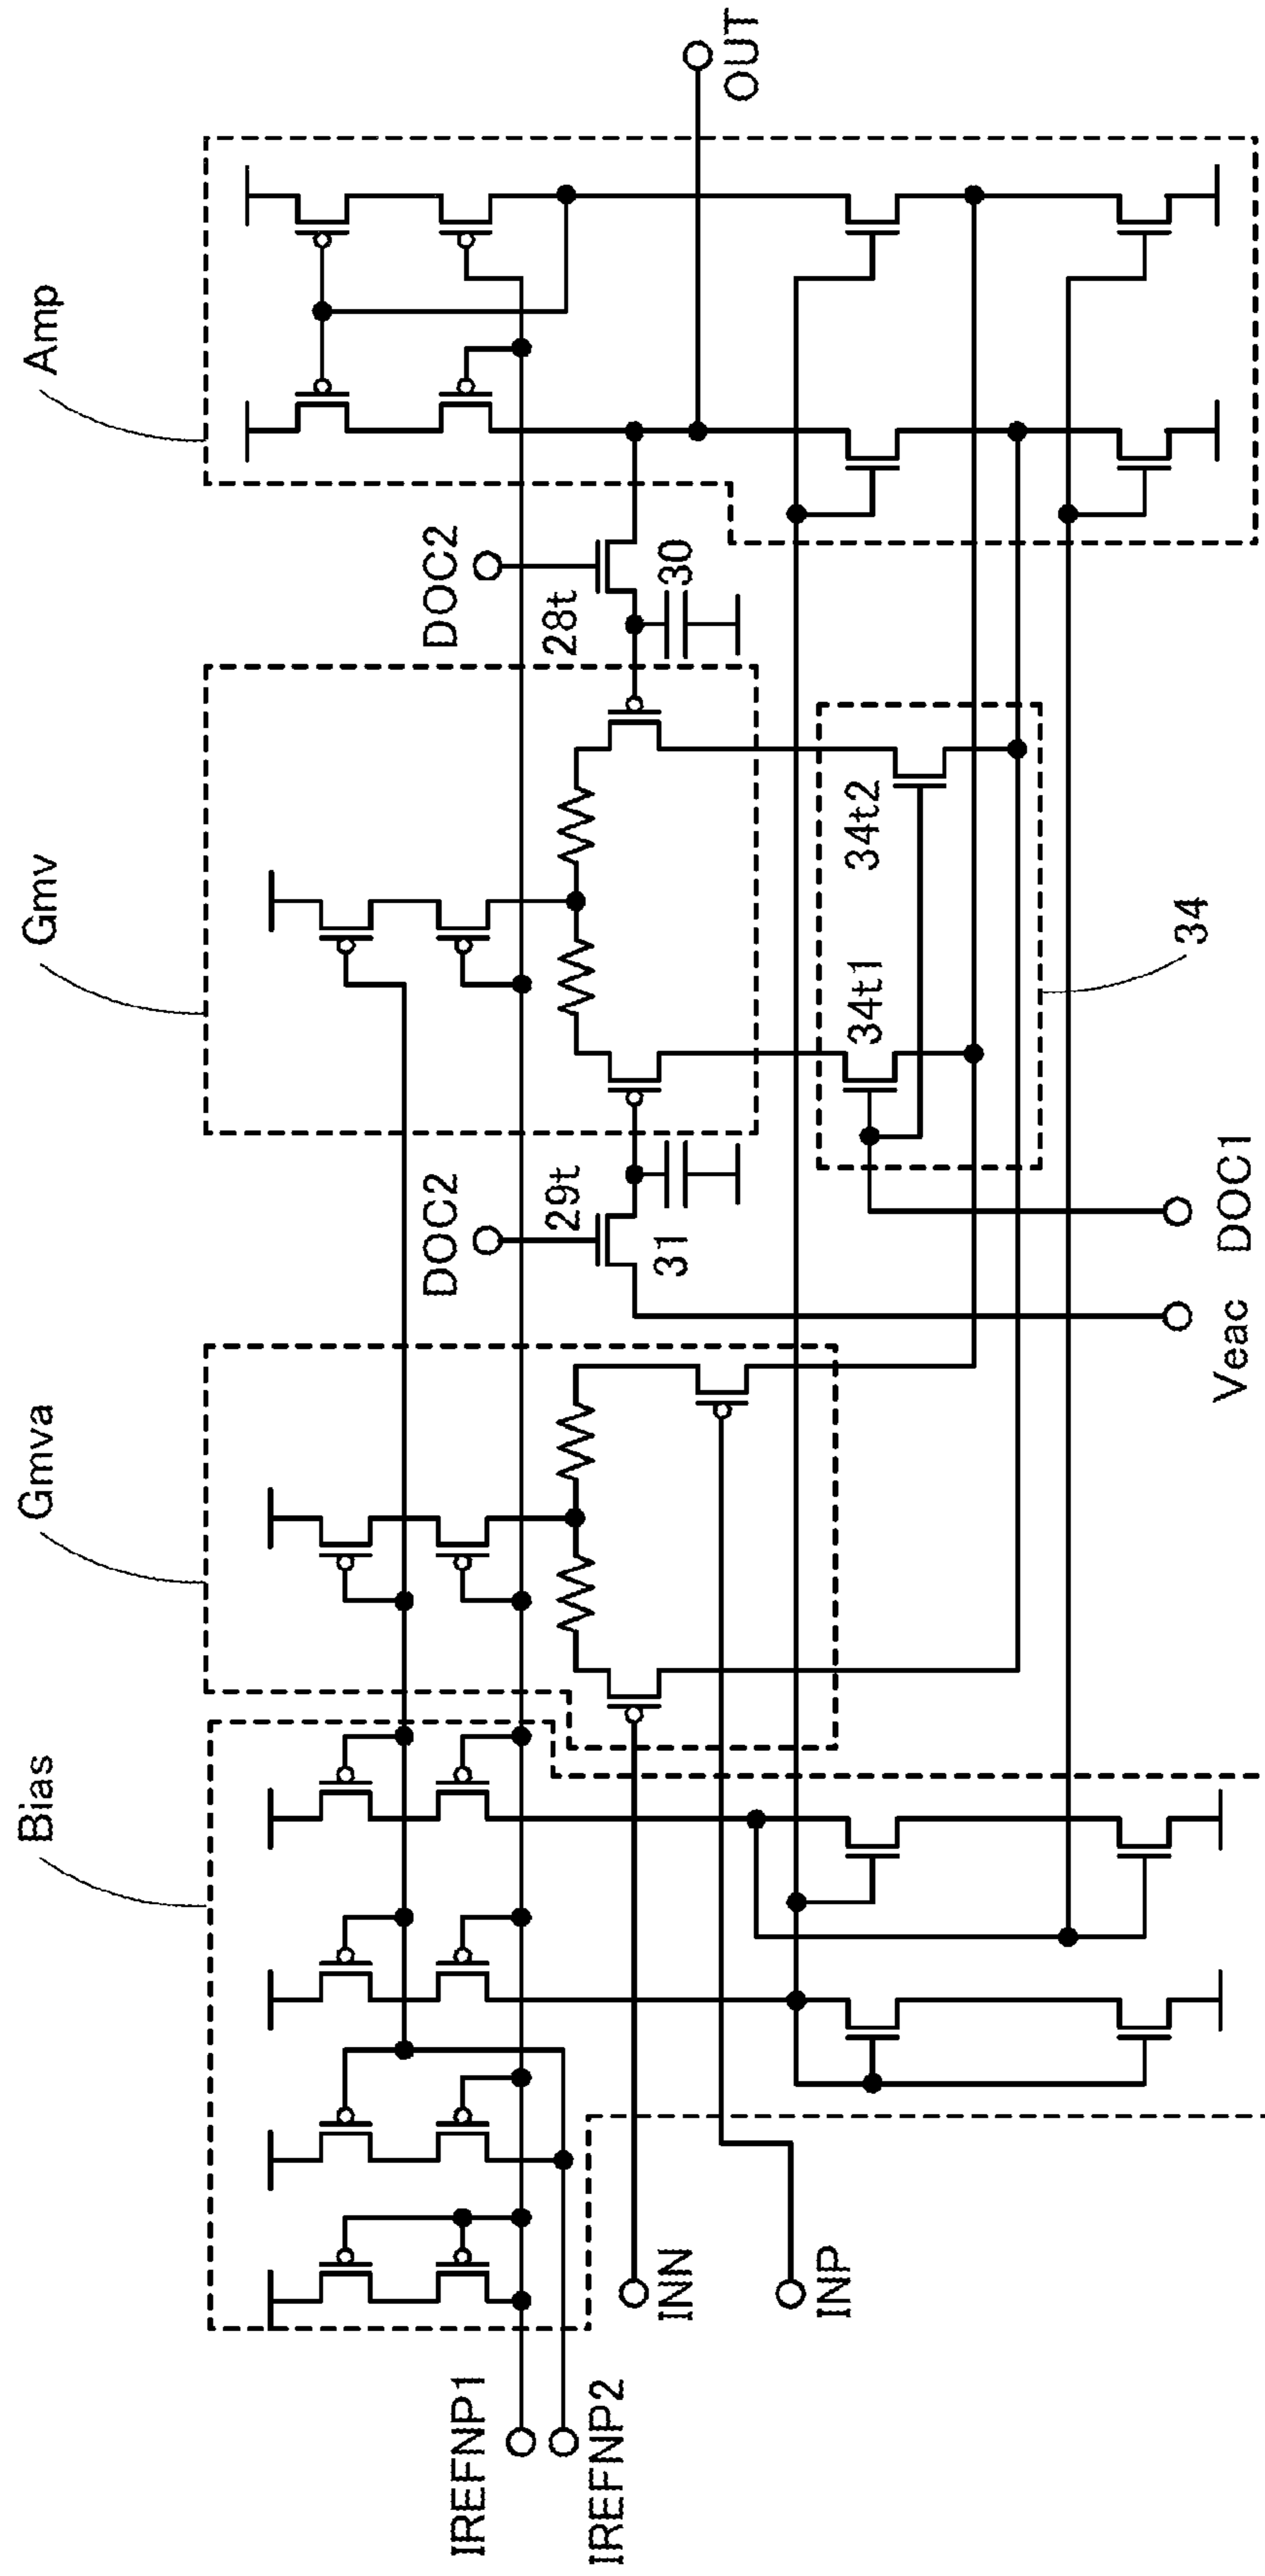 Bias
Gmva
Gmv
Amp
DOC2
DOC2
29t
28t
31
30
OUT
34t1
34t2
34
IREFNP1
IREFNP2
INN
INP
Veac
DOC1